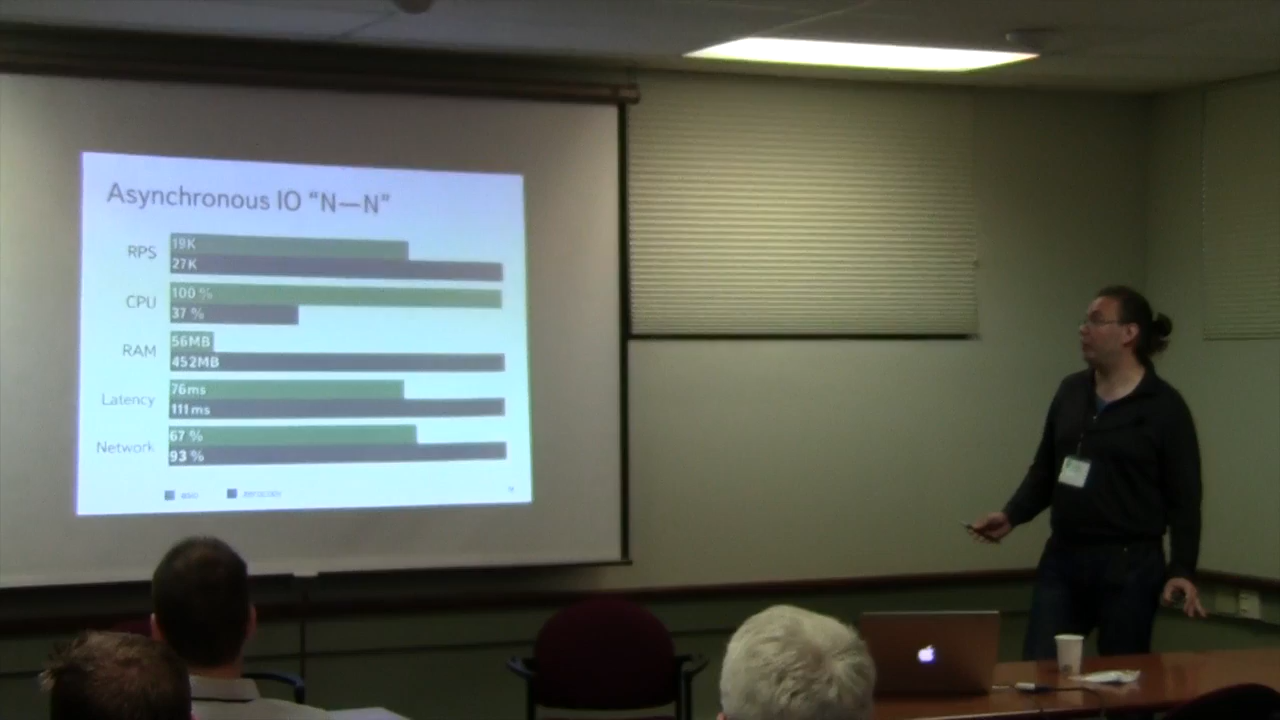 Asynchronous IO “N—N”
RPS
19K
27K
CPU
100 %
37 %
RAM
56MB
452MB
Latency
76ms
111ms
Network
67 %
93 %